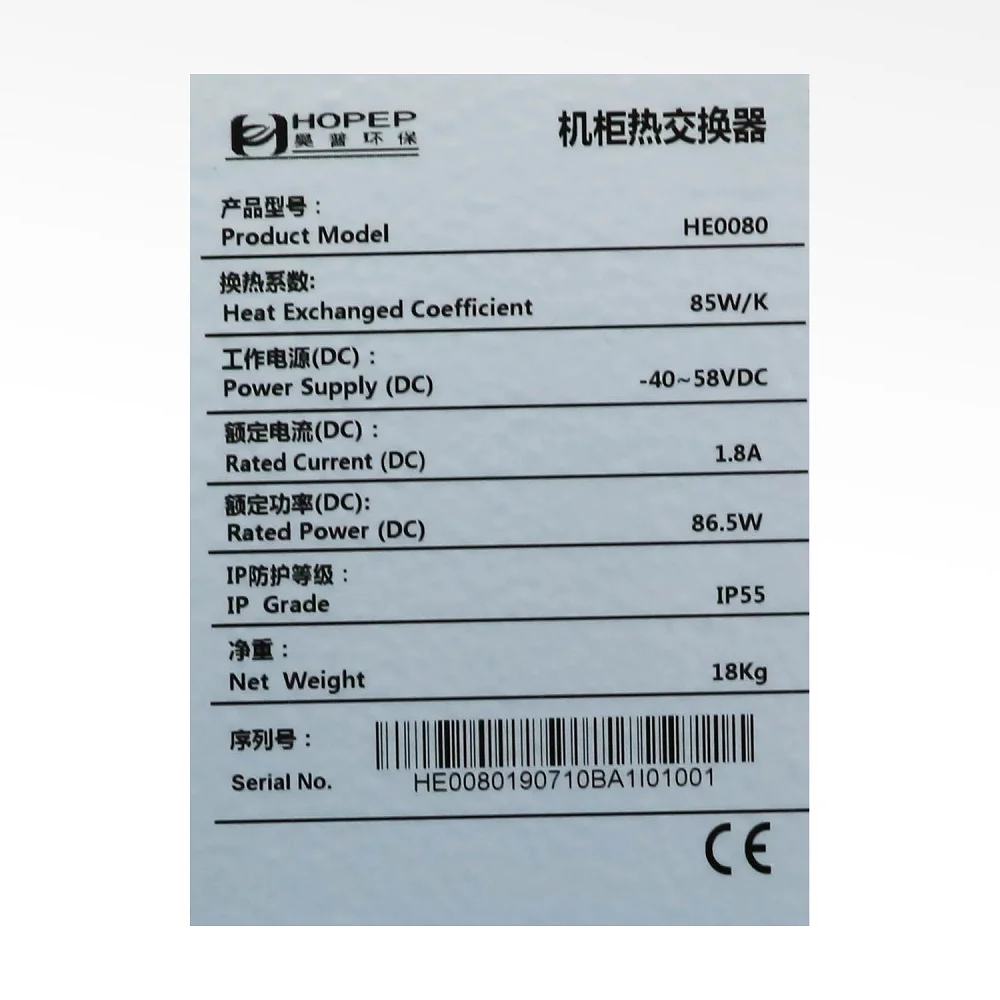 HOPEP
昊普环保
机柜热交换器
产品型号：
Product Model HE0080
换热系数:
Heat Exchanged Coefficient 85W/K
工作电源(DC)：
Power Supply (DC) -40~58VDC
额定电流(DC)：
Rated Current (DC) 1.8A
额定功率(DC):
Rated Power (DC) 86.5W
IP防护等级：
IP Grade IP55
净重：
Net Weight 18Kg
序列号：
Serial No. HE0080190710BA1I01001
CE